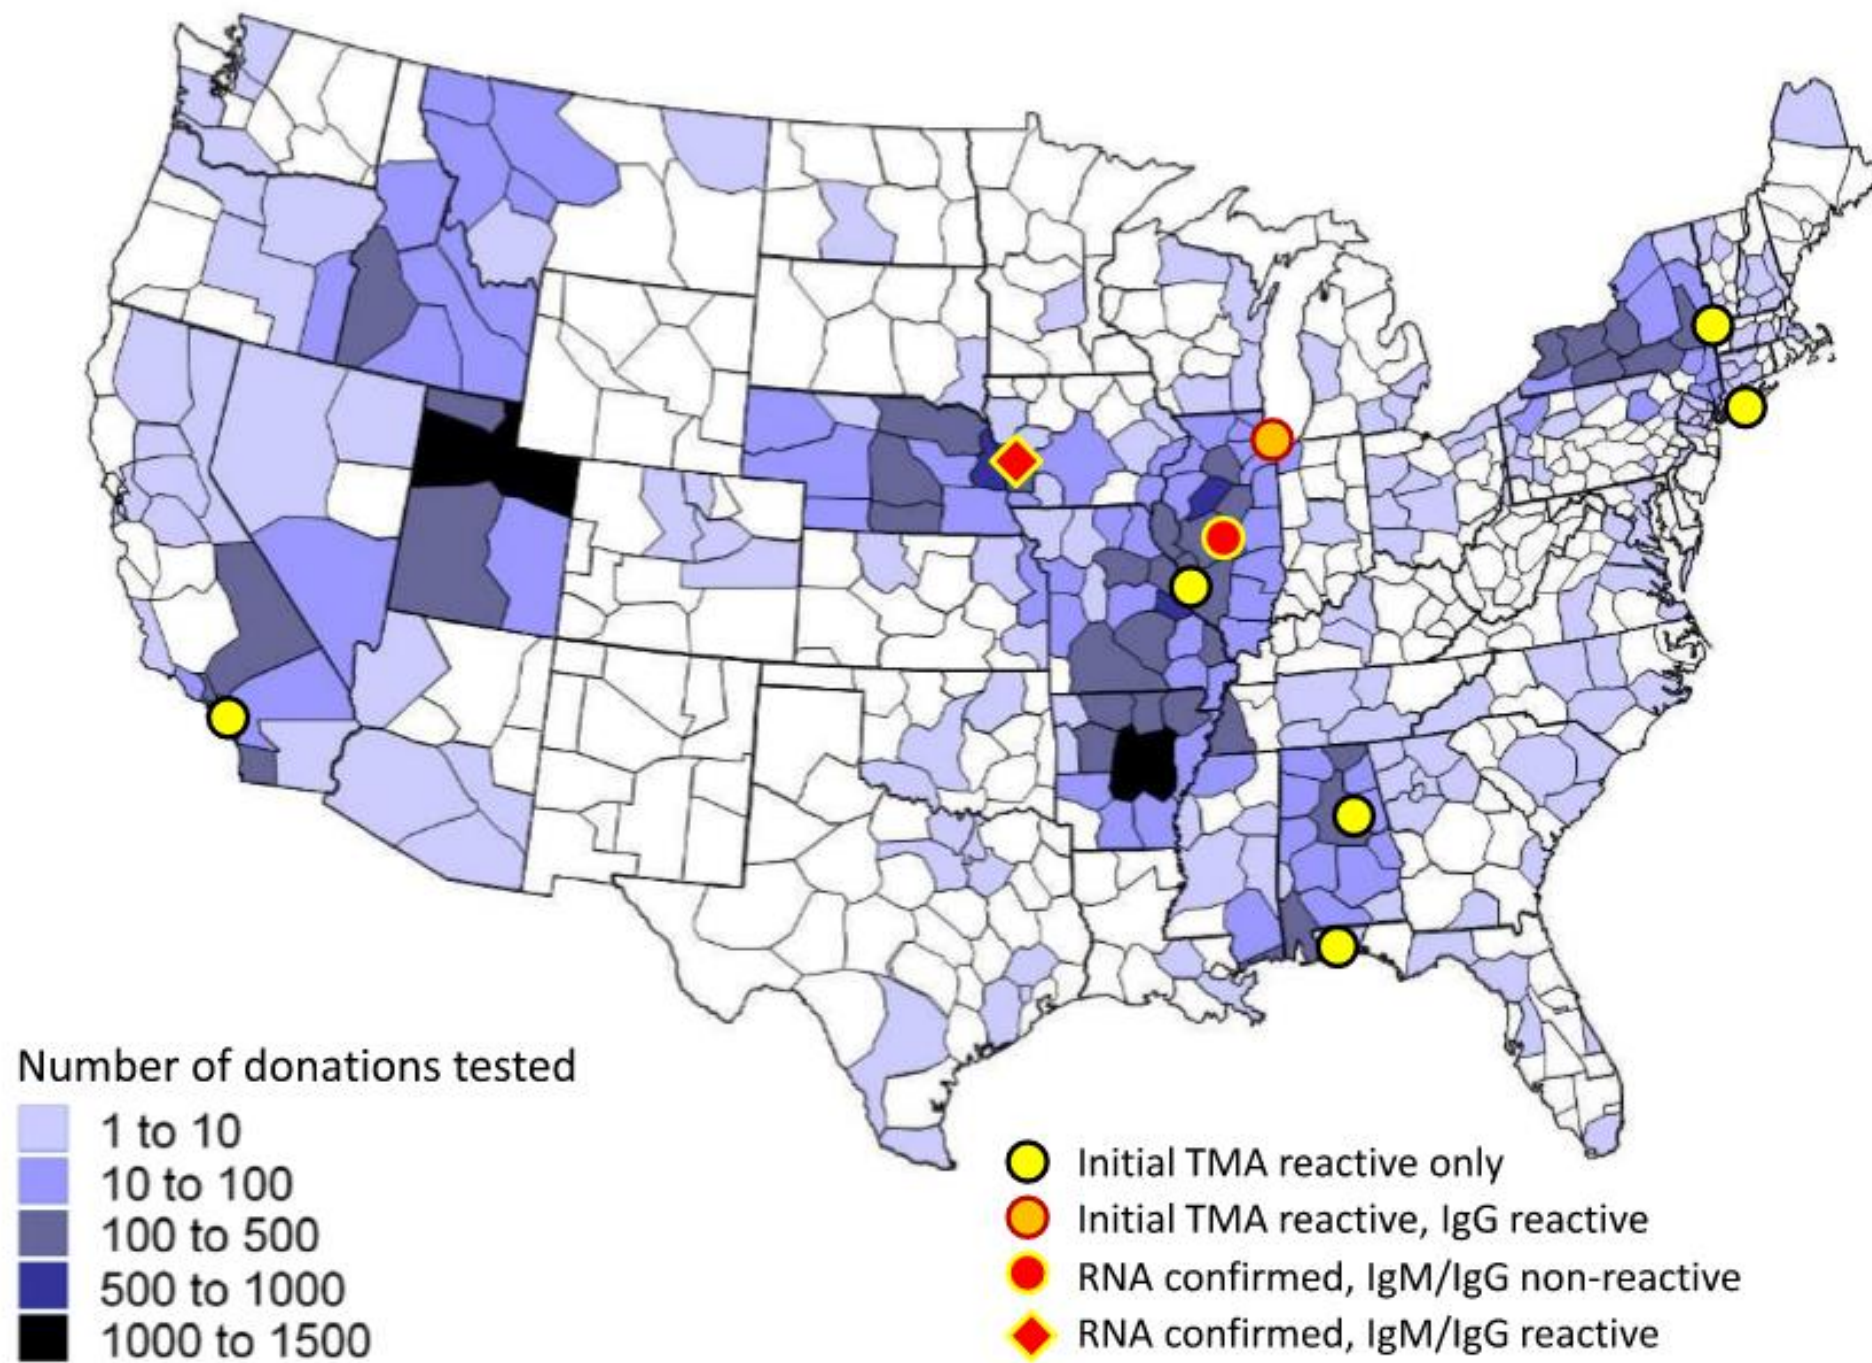 Number of donations tested
1 to 10
10 to 100
100 to 500
500 to 1000
1000 to 1500
Initial TMA reactive only
Initial TMA reactive, IgG reactive
RNA confirmed, IgM/IgG non-reactive
RNA confirmed, IgM/IgG reactive